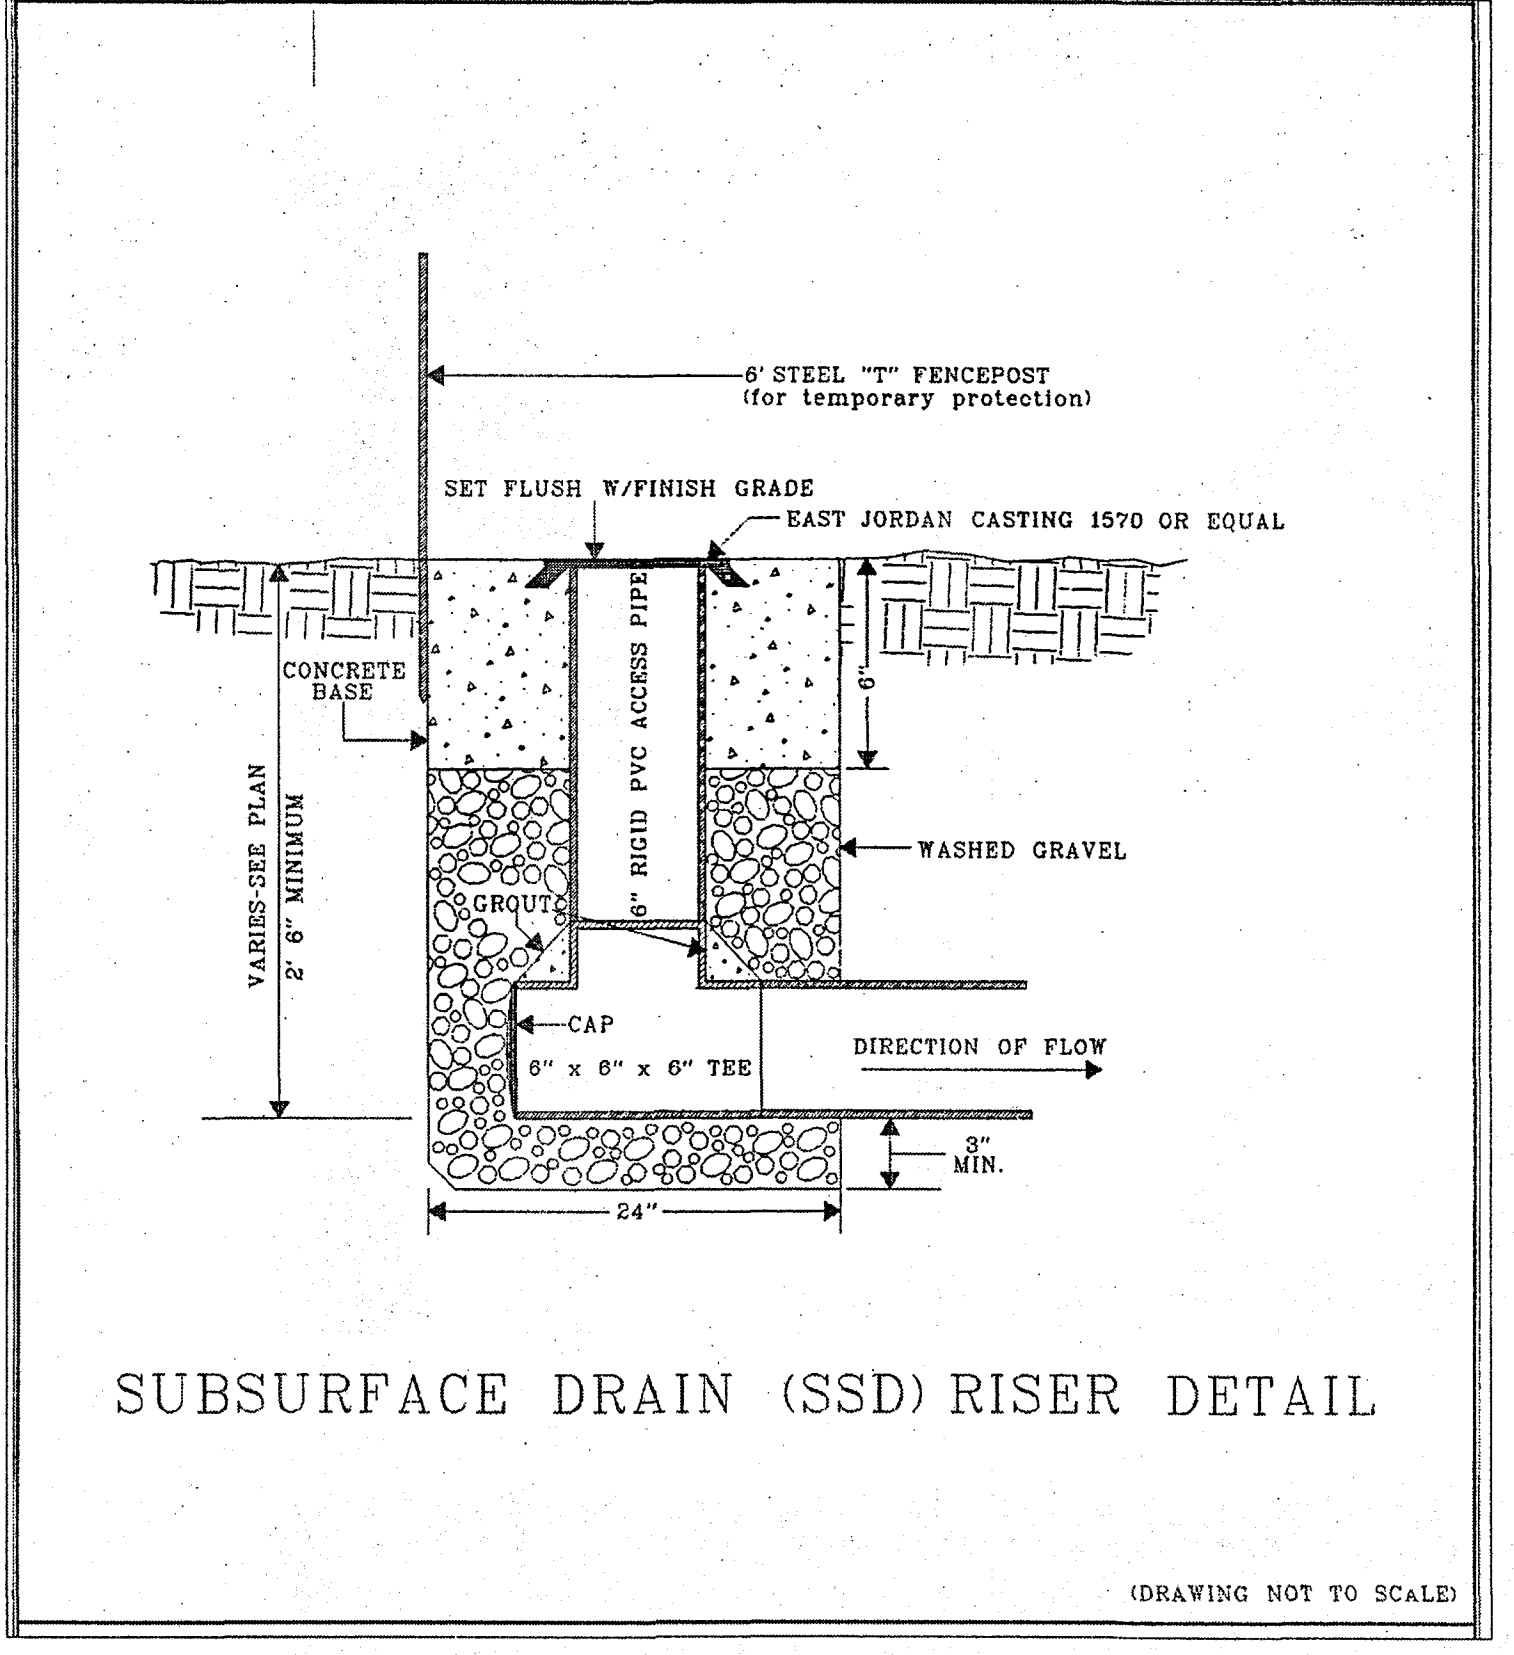 6' STEEL "T" FENCEPOST
(for temporary protection)
SET FLUSH W/FINISH GRADE
EAST JORDAN CASTING 1570 OR EQUAL
CONCRETE
BASE
6" RIGID PVC ACCESS PIPE
6"
VARIES-SEE PLAN
2' 6" MINIMUM
WASHED GRAVEL
GROUT
CAP
6" x 6" x 6" TEE
DIRECTION OF FLOW
3"
MIN.
24"
SUBSURFACE DRAIN (SSD) RISER DETAIL
(DRAWING NOT TO SCALE)